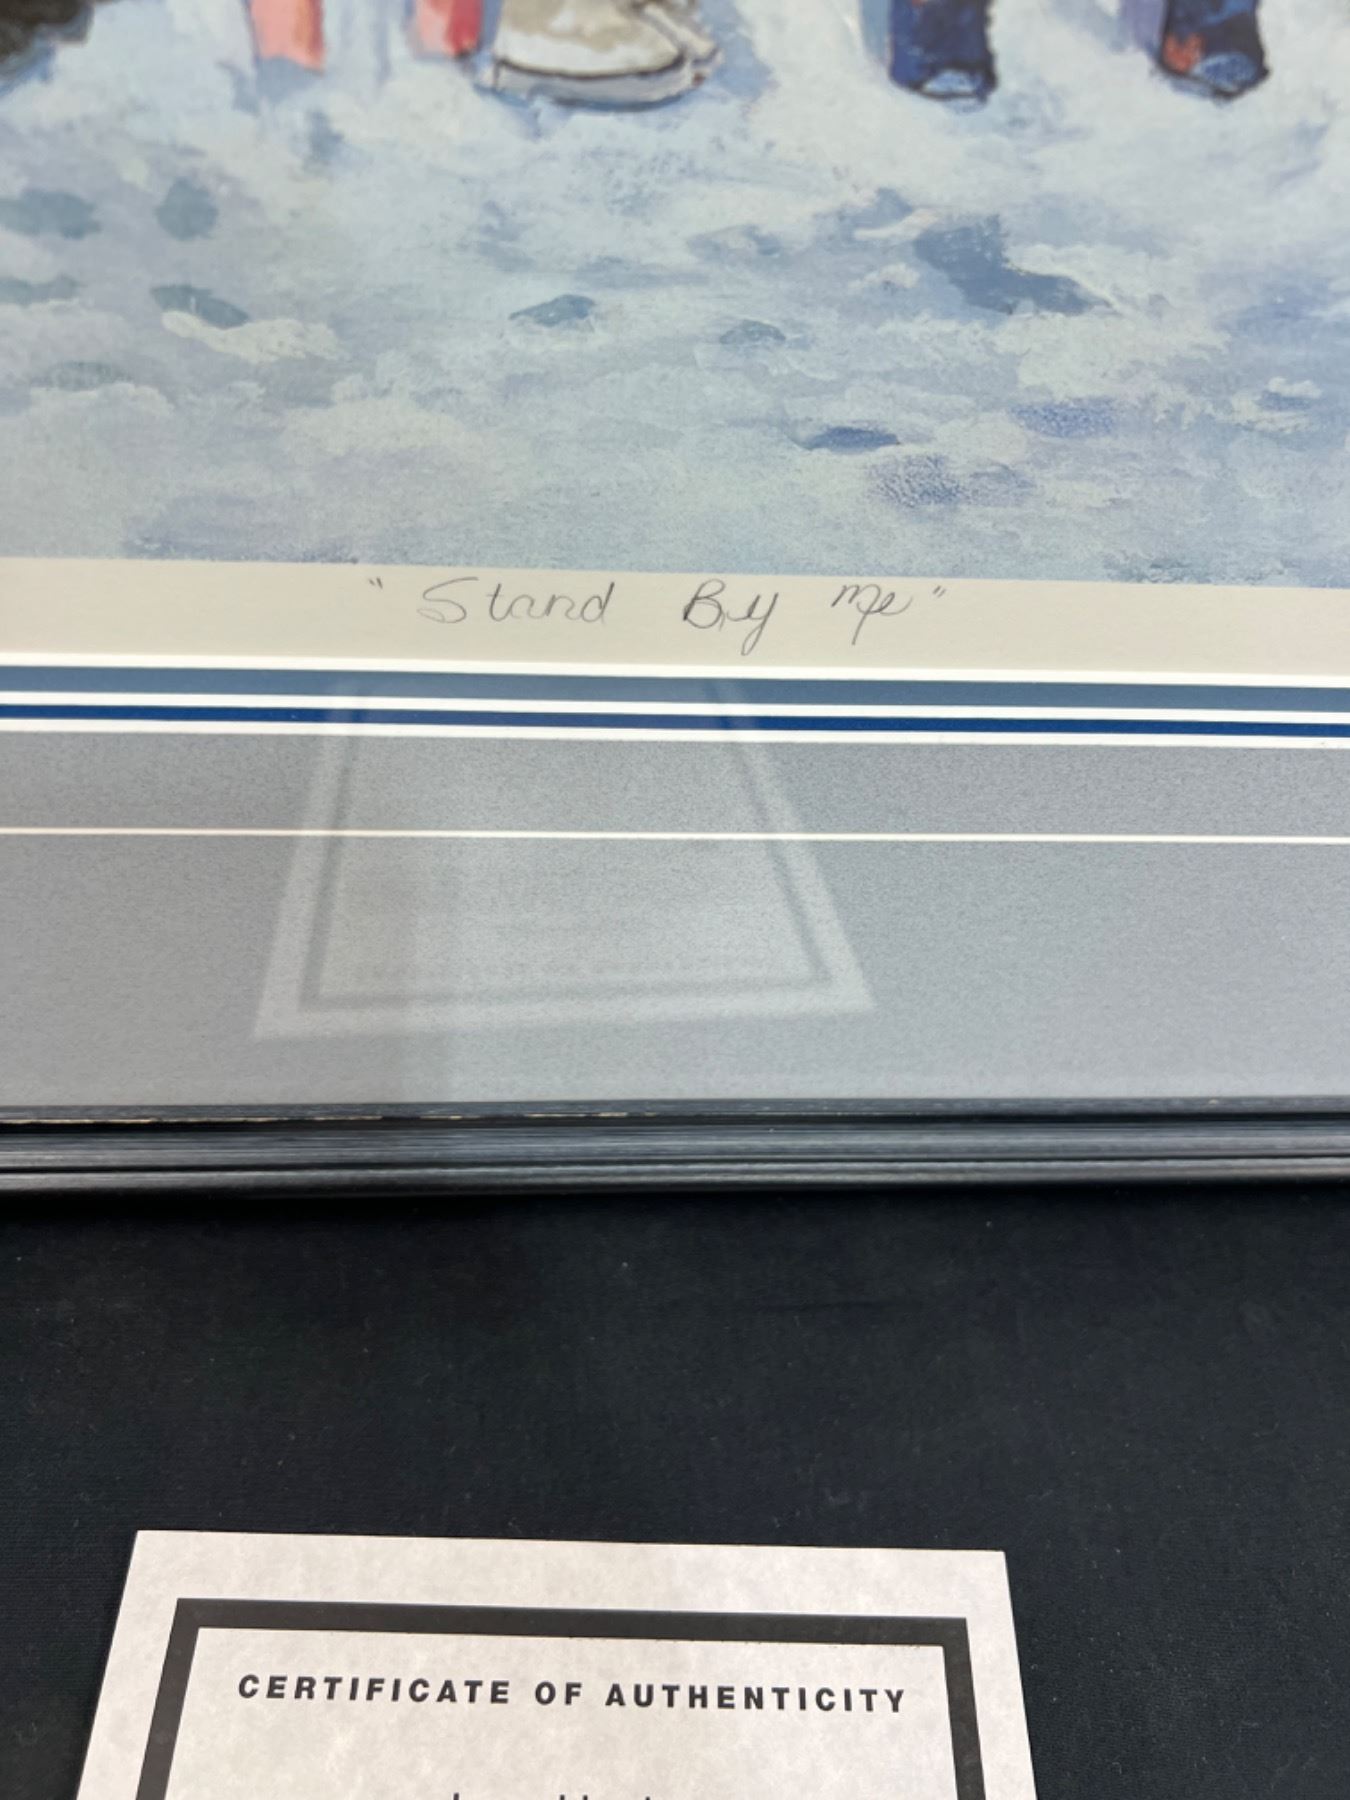 "Stand By Me"
CERTIFICATE OF AUTHENTICITY